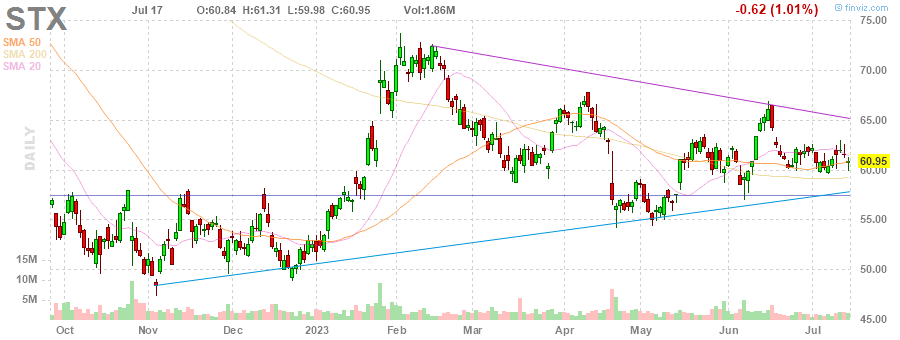 STX Jul 17 O:60.84 H:61.31 L:59.98 C:60.95 Vol:1.86M -0.62 (1.01%) © finviz.com
SMA 50
SMA 200
SMA 20
DAILY
75.00
70.00
65.00
60.95
60.00
55.00
50.00
45.00
15M
10M
5M
Oct Nov Dec 2023 Feb Mar Apr May Jun Jul